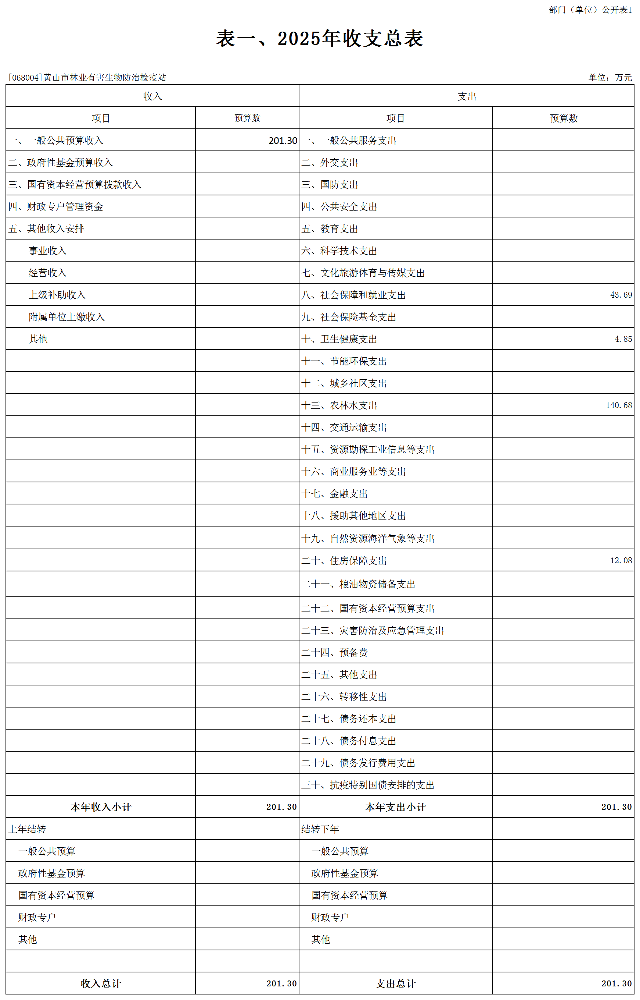 部门（单位）公开表1
表一、2025年收支总表
[068004]黄山市林业有害生物防治检疫站 单位：万元
收入 支出
项目 预算数 项目 预算数
一、一般公共预算收入 201.30 一、一般公共服务支出
二、政府性基金预算收入 二、外交支出
三、国有资本经营预算拨款收入 三、国防支出
四、财政专户管理资金 四、公共安全支出
五、其他收入安排 五、教育支出
事业收入 六、科学技术支出
经营收入 七、文化旅游体育与传媒支出
上级补助收入 八、社会保障和就业支出 43.69
附属单位上缴收入 九、社会保险基金支出
其他 十、卫生健康支出 4.85
十一、节能环保支出
十二、城乡社区支出
十三、农林水支出 140.68
十四、交通运输支出
十五、资源勘探工业信息等支出
十六、商业服务业等支出
十七、金融支出
十八、援助其他地区支出
十九、自然资源海洋气象等支出
二十、住房保障支出 12.08
二十一、粮油物资储备支出
二十二、国有资本经营预算支出
二十三、灾害防治及应急管理支出
二十四、预备费
二十五、其他支出
二十六、转移性支出
二十七、债务还本支出
二十八、债务付息支出
二十九、债务发行费用支出
三十、抗疫特别国债安排的支出
本年收入小计 201.30 本年支出小计 201.30
上年结转 结转下年
一般公共预算 一般公共预算
政府性基金预算 政府性基金预算
国有资本经营预算 国有资本经营预算
财政专户 财政专户
其他 其他
收入总计 201.30 支出总计 201.30